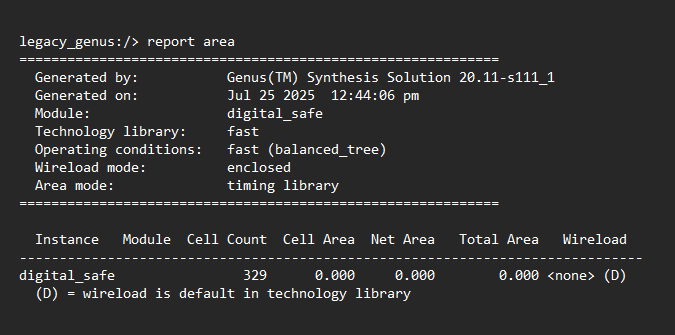 legacy_genus:/> report area
============================================================
  Generated by:           Genus(TM) Synthesis Solution 20.11-s111_1
  Generated on:           Jul 25 2025  12:44:06 pm
  Module:                 digital_safe
  Technology library:     fast
  Operating conditions:   fast (balanced_tree)
  Wireload mode:          enclosed
  Area mode:              timing library
============================================================
  Instance   Module  Cell Count  Cell Area  Net Area   Total Area   Wireload
------------------------------------------------------------------------------
digital_safe                329      0.000     0.000        0.000 <none> (D)
  (D) = wireload is default in technology library